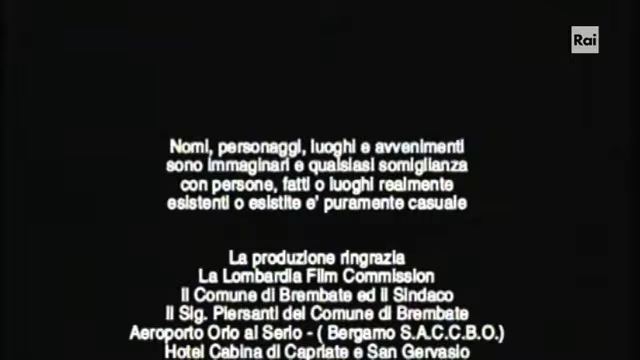 Rai
Nomi, personaggi, luoghi e avvenimenti
sono immaginari e qualsiasi somiglianza
con persone, fatti o luoghi realmente
esistenti o esistite e' puramente casuale
La produzione ringrazia
La Lombardia Film Commission
Il Comune di Brembate ed il Sindaco
Il Sig. Piersanti del Comune di Brembate
Aeroporto Orio al Serio - ( Bergamo S.A.C.C.B.O.)
Hotel Cabina di Capriate e San Gervasio